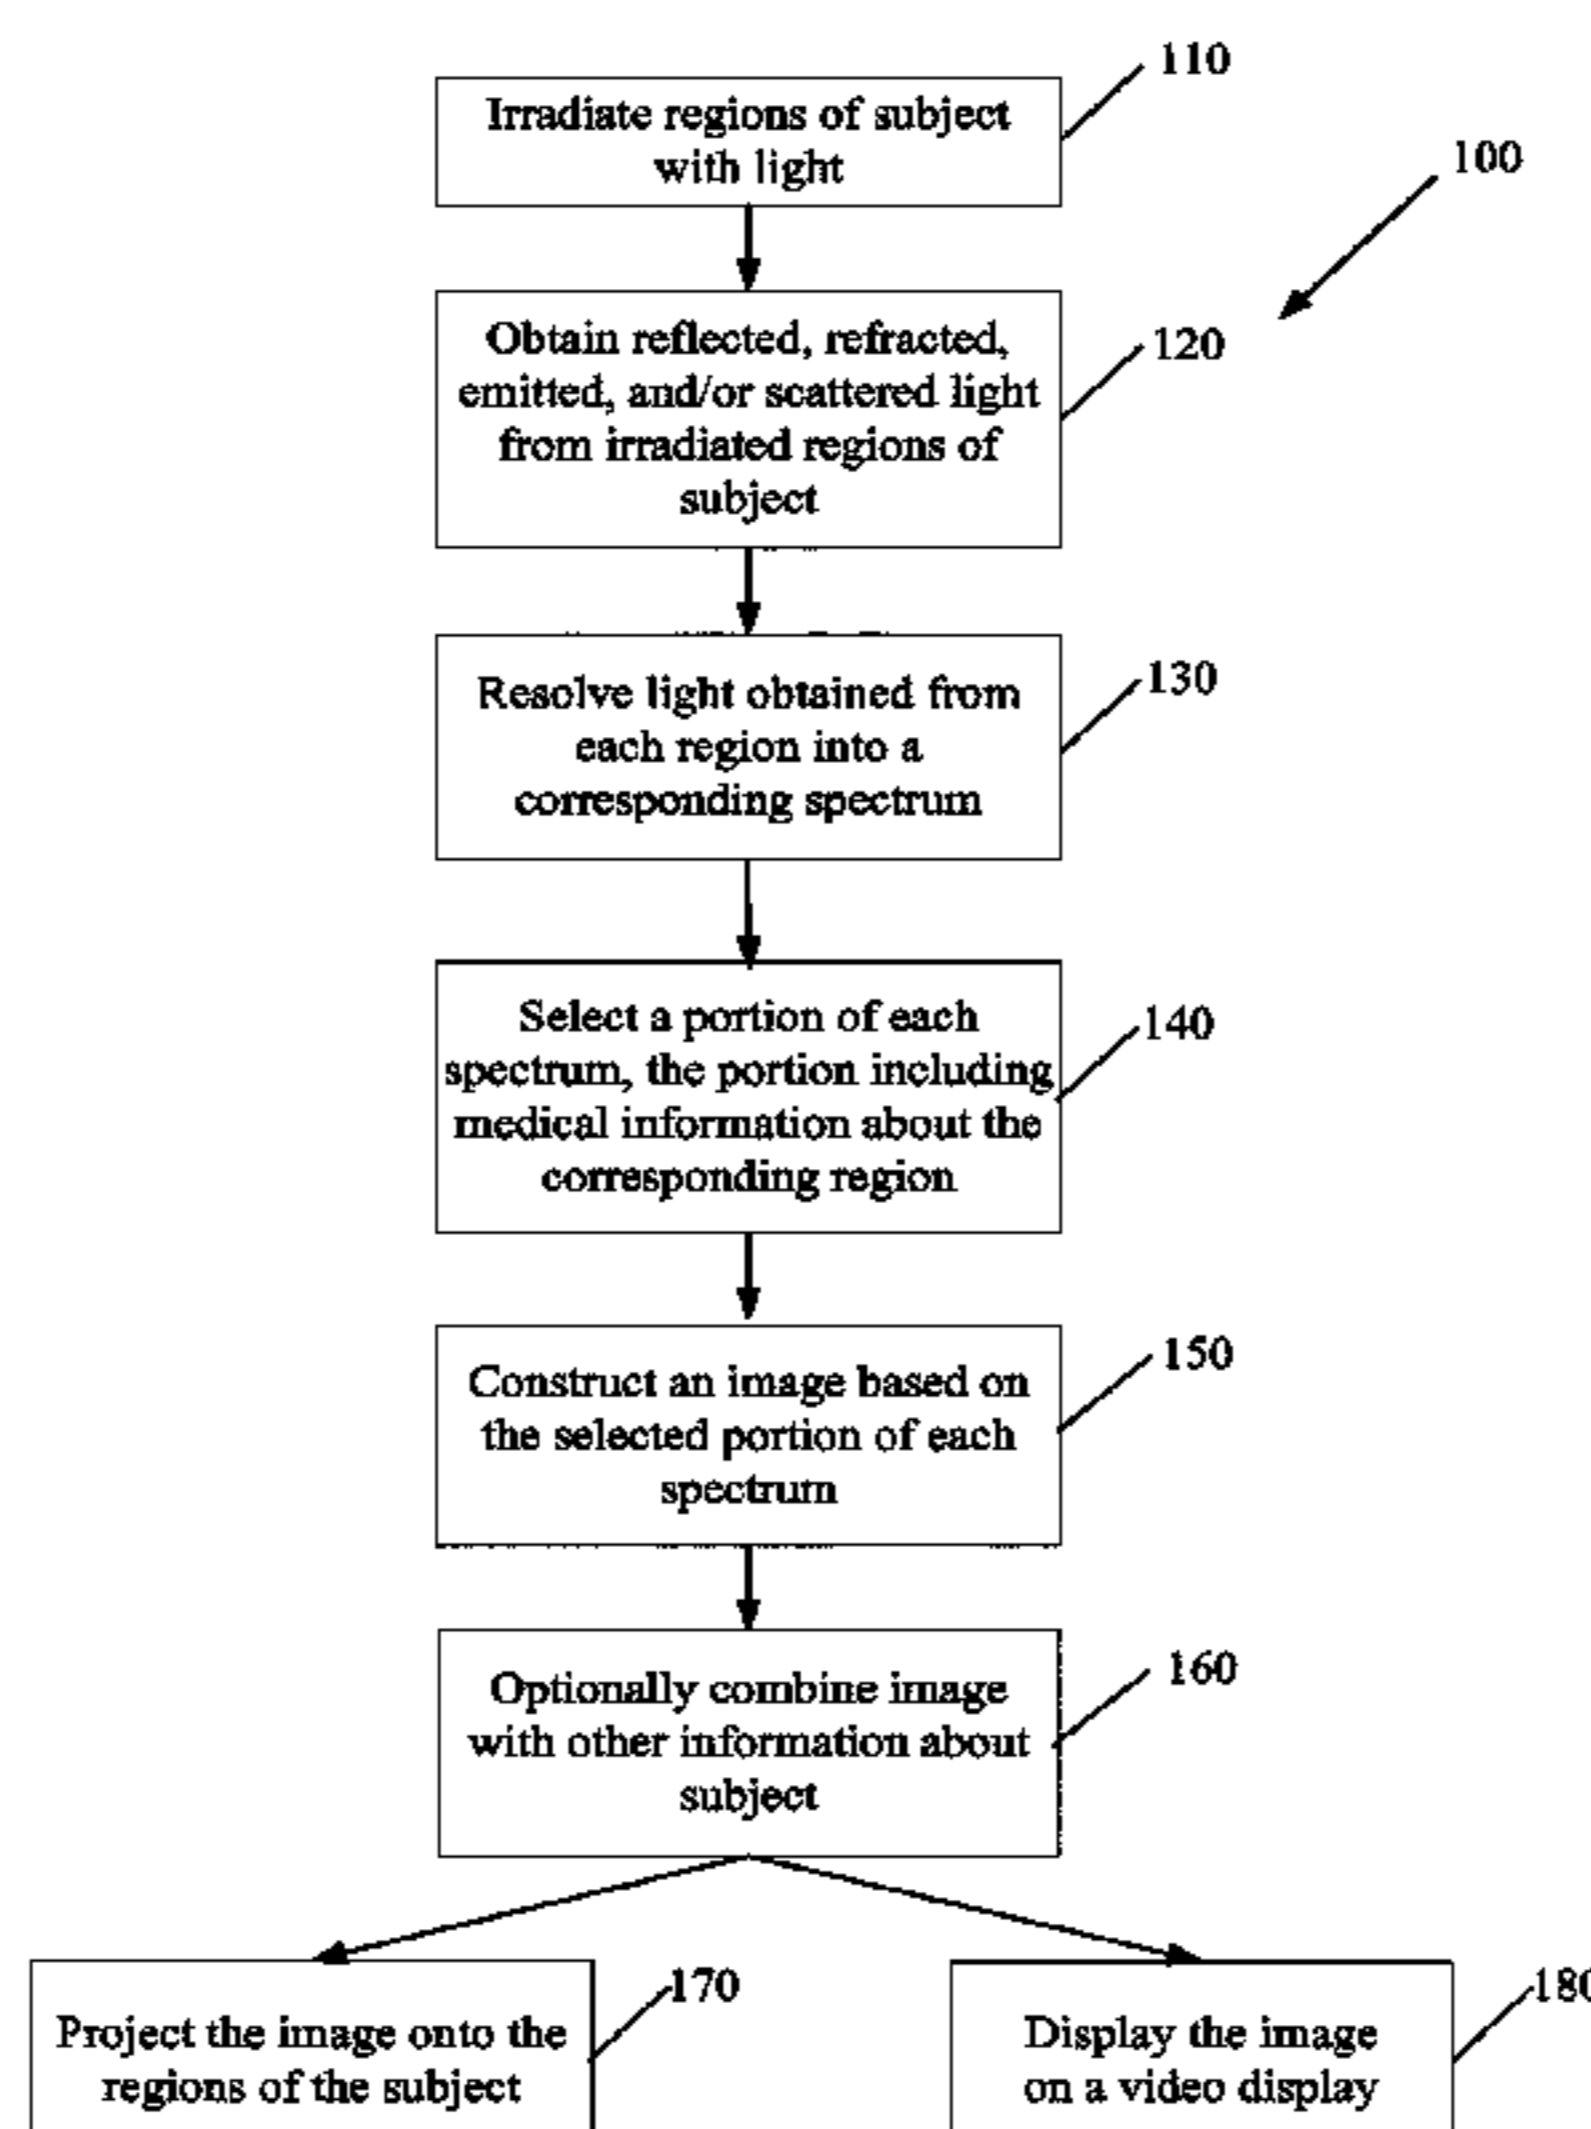 110
Irradiate regions of subject
with light
100
Obtain reflected, refracted,
emitted, and/or scattered light
from irradiated regions of
subject
120
Resolve light obtained from
each region into a
corresponding spectrum
130
Select a portion of each
spectrum, the portion including
medical information about the
corresponding region
140
Construct an image based on
the selected portion of each
spectrum
150
Optionally combine image
with other information about
subject
160
Project the image onto the
regions of the subject
170
Display the image
on a video display
180